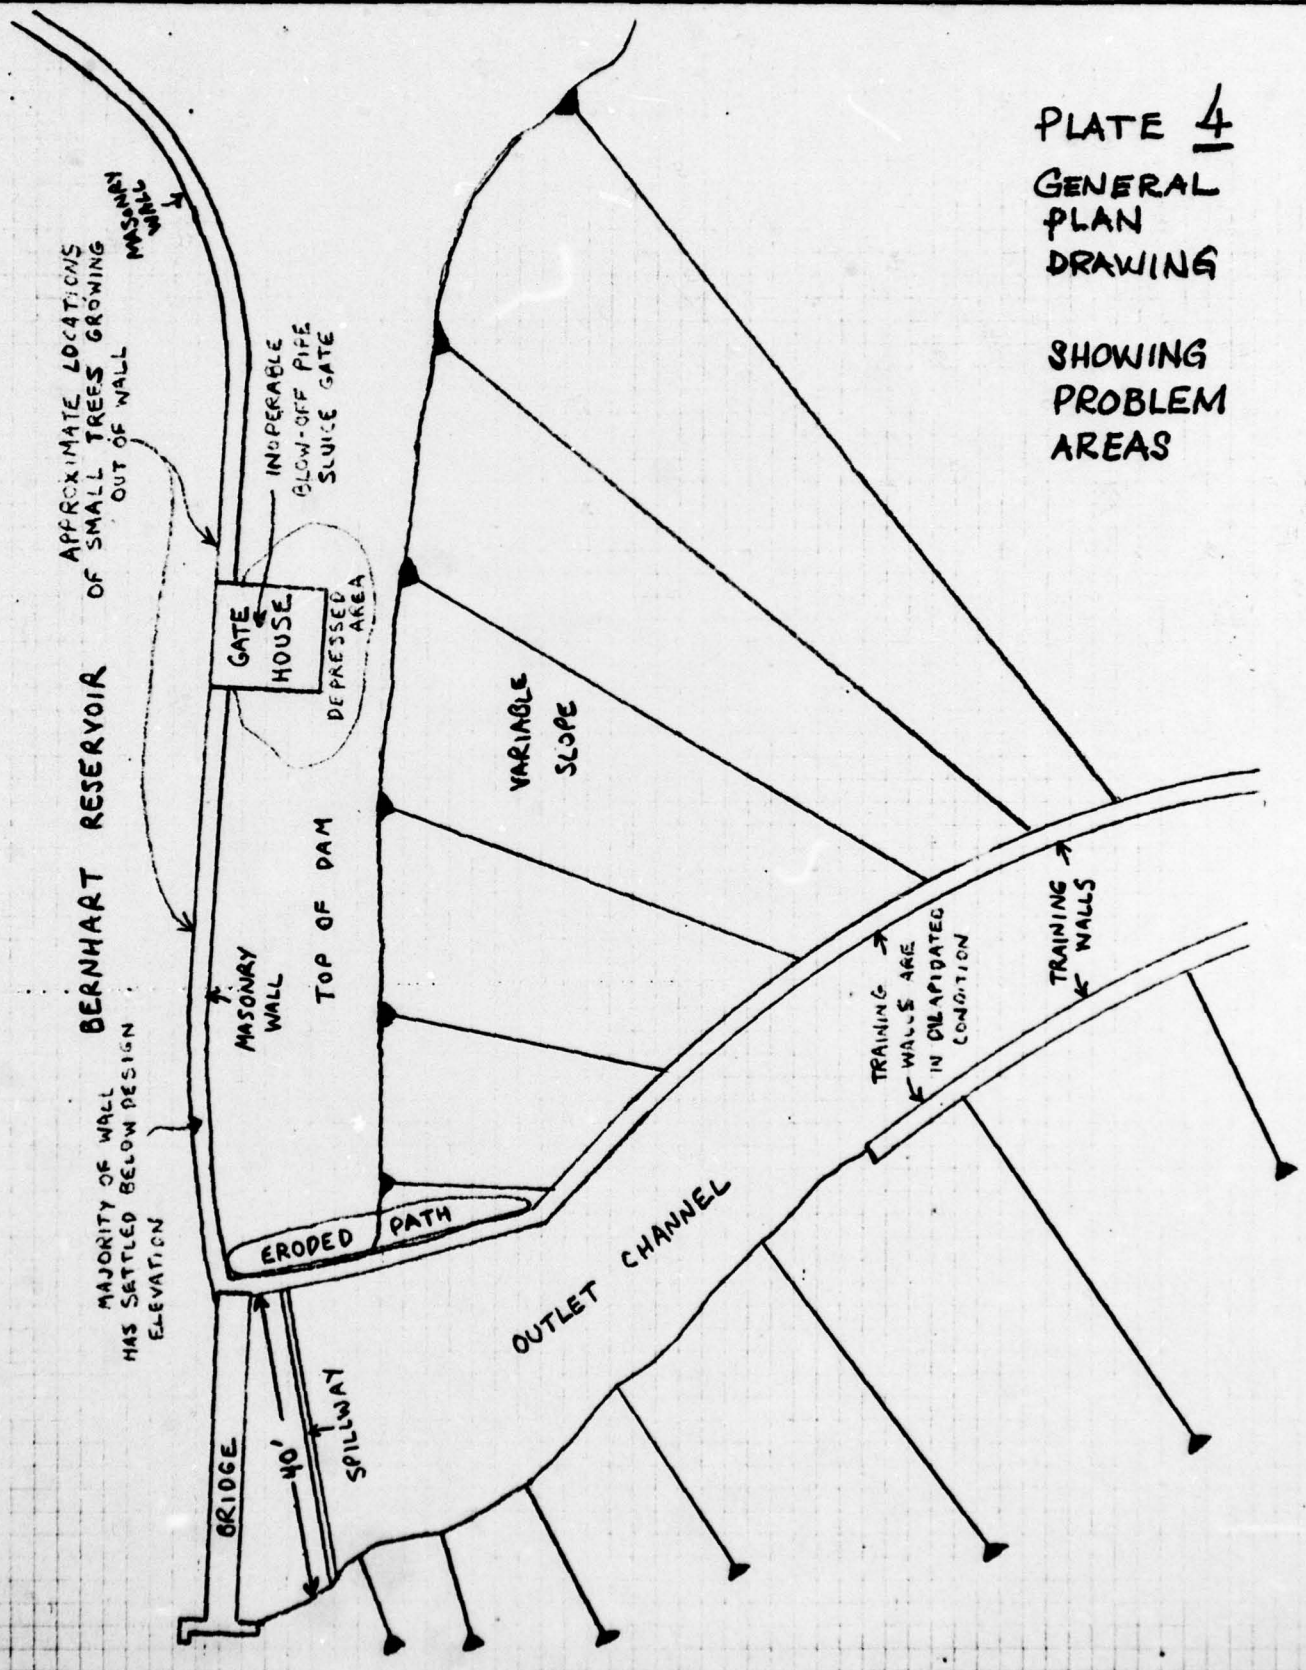 PLATE 4
GENERAL
PLAN
DRAWING
SHOWING
PROBLEM
AREAS
MASONRY
WALL
APPROXIMATE LOCATIONS
OF SMALL TREES GROWING
OUT OF WALL
INOPERABLE
BLOW-OFF PIPE
SLUICE GATE
GATE
HOUSE
DEPRESSED
AREA
BERNHART RESERVOIR
VARIABLE
SLOPE
TOP OF DAM
MASONRY
WALL
MAJORITY OF WALL
HAS SETTLED BELOW DESIGN
ELEVATION
TRAINING
WALLS
TRAINING
WALLS ARE
IN DILAPIDATED
CONDITION
ERODED PATH
OUTLET CHANNEL
BRIDGE
40'
SPILLWAY